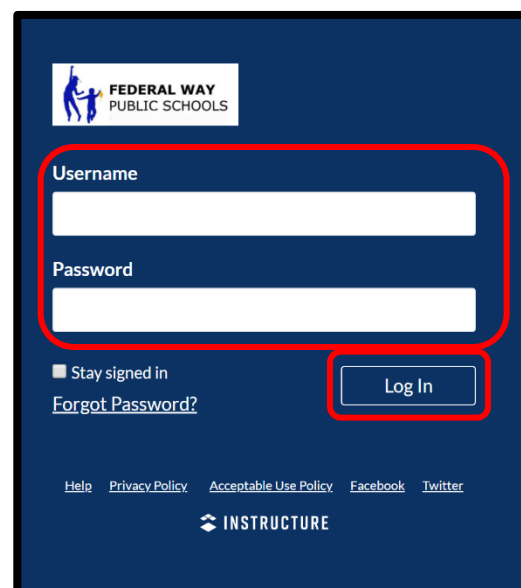 FEDERAL WAY
PUBLIC SCHOOLS
Username
Password
Stay signed in
Log In
Forgot Password?
Help Privacy Policy Acceptable Use Policy Facebook Twitter
INSTRUCTURE